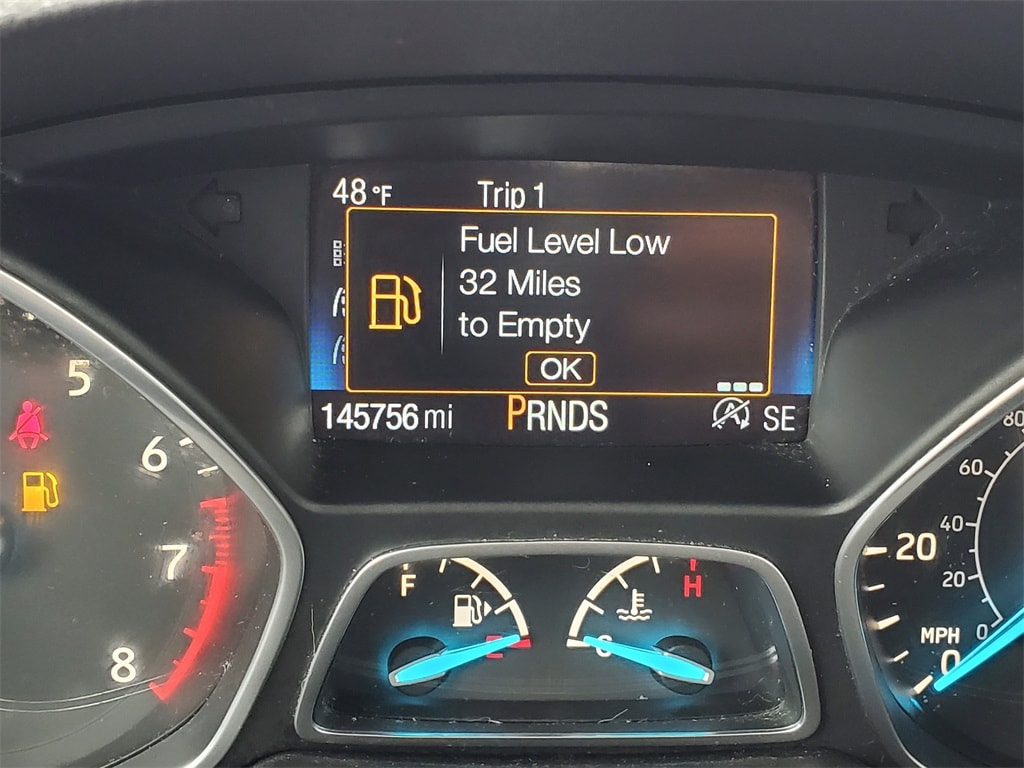 48 °F Trip 1
Fuel Level Low
32 Miles
to Empty
OK
145756 mi PRNDS SE
5
6
7
8
F
E
H
C
20
MPH
0
80
60
40
20
0